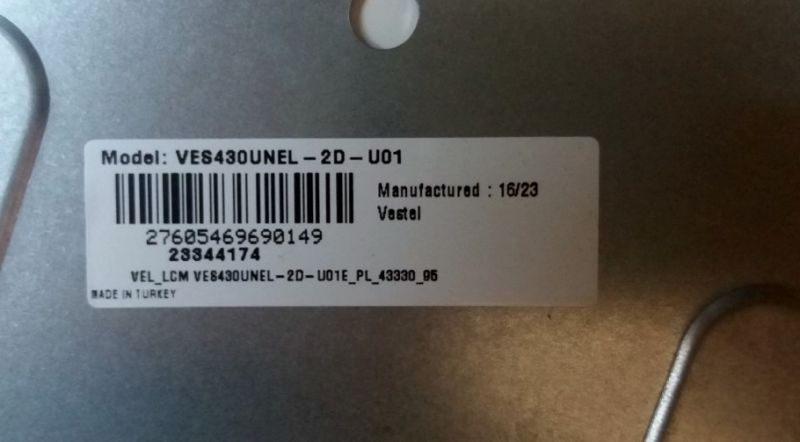 Model: VES430UNEL-2D-U01
Manufactured : 16/23
Vestel
27605469690149
23344174
VEL_LCM VES430UNEL-2D-U01E_PL_43330_95
MADE IN TURKEY